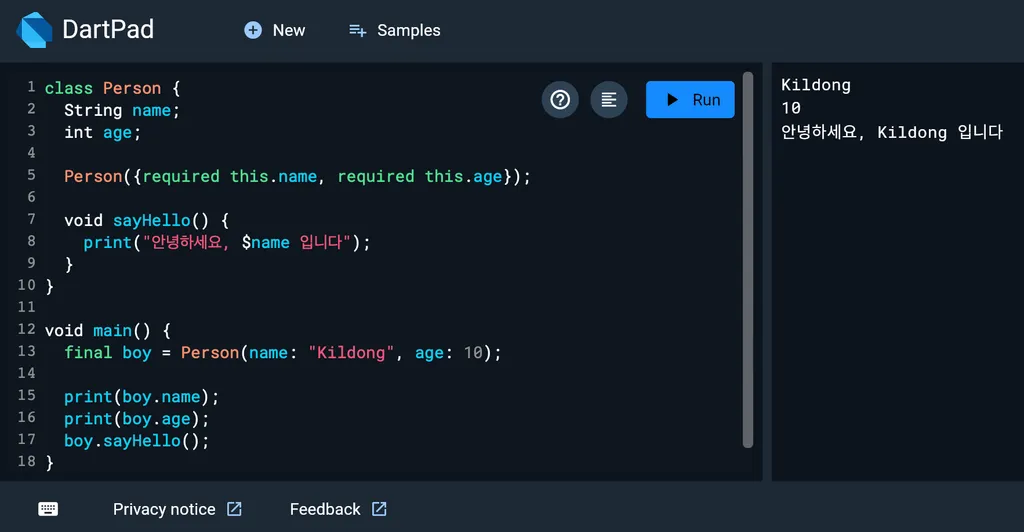 DartPad
New
Samples
1 class Person {
2 String name;
3 int age;
4
5 Person({required this.name, required this.age});
6
7 void sayHello() {
8 print("안녕하세요, $name 입니다");
9 }
10 }
11
12 void main() {
13 final boy = Person(name: "Kildong", age: 10);
14
15 print(boy.name);
16 print(boy.age);
17 boy.sayHello();
18 }
Run
Kildong
10
안녕하세요, Kildong 입니다
Privacy notice
Feedback